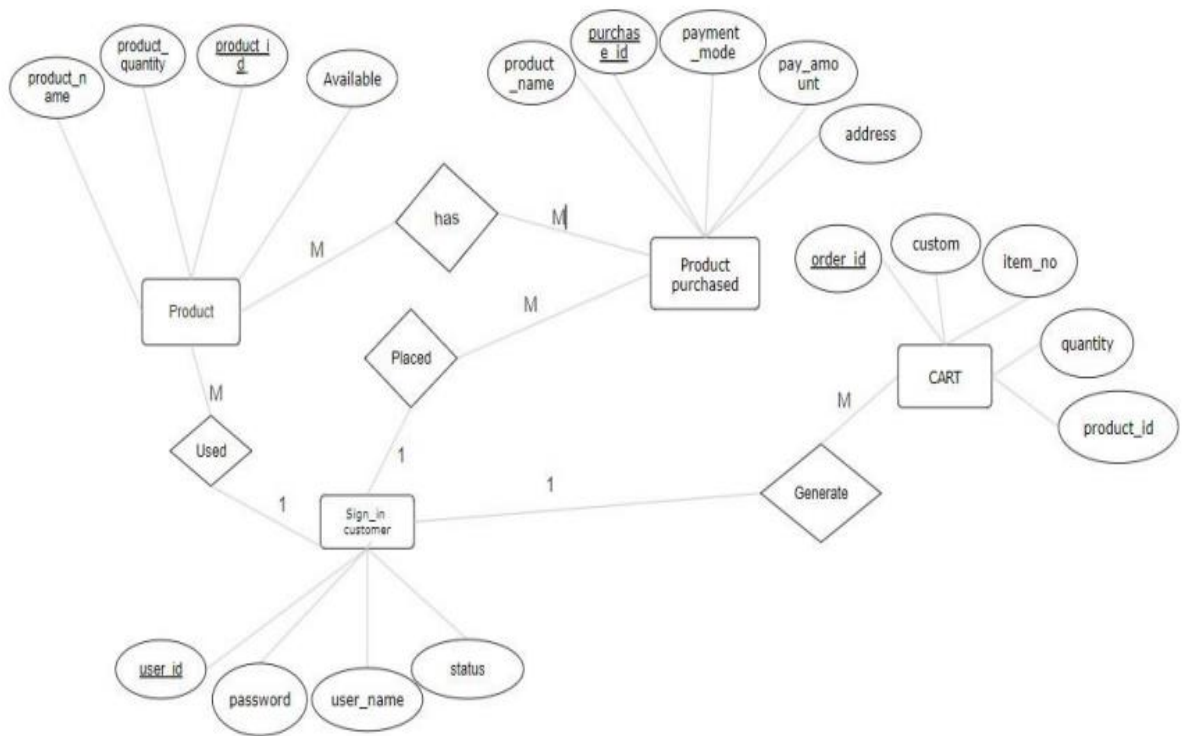 product_n
ame
product_
quantity
product_i
d
Available
product
_name
purchas
e_id
payment
_mode
pay_amo
unt
address
has
M
M
Product
Product
purchased
M
Placed
order_id
custom
item_no
quantity
product_id
CART
M
M
Used
1
1
1
Generate
Sign_in
customer
user_id
password
user_name
status